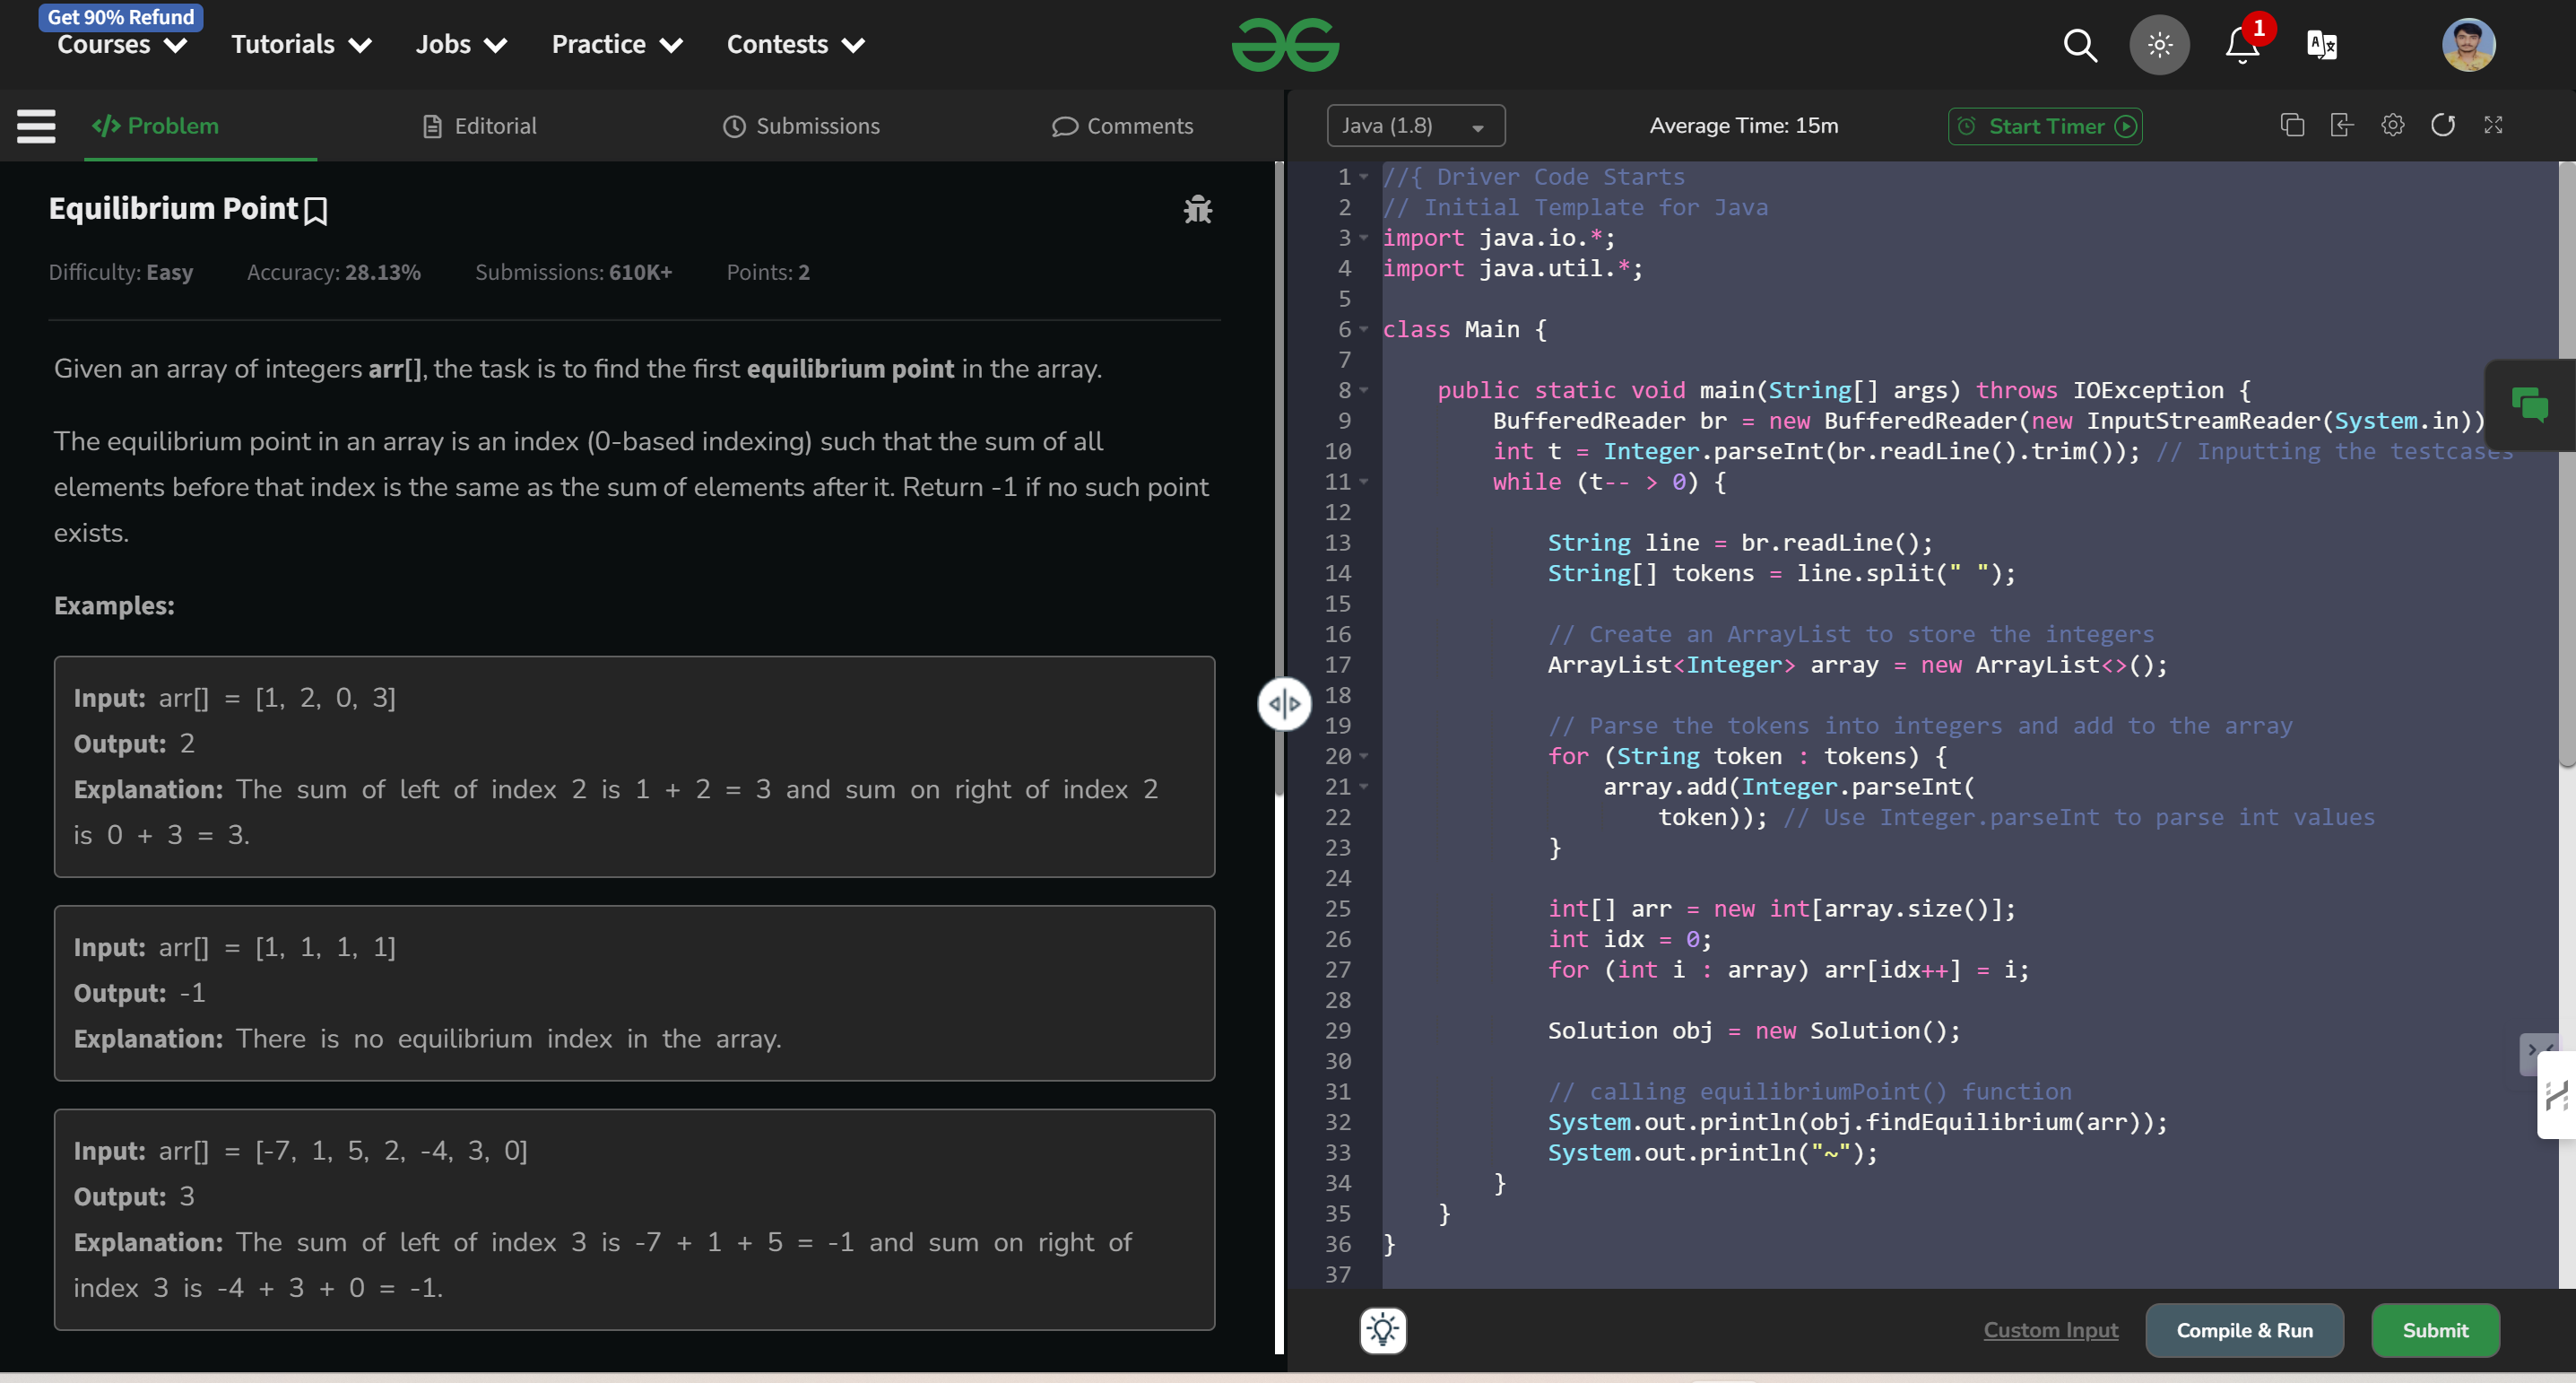 Get 90% Refund
Courses Tutorials Jobs Practice Contests
1
Problem Editorial Submissions Comments
Equilibrium Point
Difficulty: Easy Accuracy: 28.13% Submissions: 610K+ Points: 2
Given an array of integers arr[], the task is to find the first equilibrium point in the array.
The equilibrium point in an array is an index (0-based indexing) such that the sum of all
elements before that index is the same as the sum of elements after it. Return -1 if no such point
exists.
Examples:
Input: arr[] = [1, 2, 0, 3]
Output: 2
Explanation: The sum of left of index 2 is 1 + 2 = 3 and sum on right of index 2
is 0 + 3 = 3.
Input: arr[] = [1, 1, 1, 1]
Output: -1
Explanation: There is no equilibrium index in the array.
Input: arr[] = [-7, 1, 5, 2, -4, 3, 0]
Output: 3
Explanation: The sum of left of index 3 is -7 + 1 + 5 = -1 and sum on right of
index 3 is -4 + 3 + 0 = -1.
Java (1.8) Average Time: 15m Start Timer
1 //{ Driver Code Starts
2 // Initial Template for Java
3 import java.io.*;
4 import java.util.*;
5
6 class Main {
7
8 public static void main(String[] args) throws IOException {
9 BufferedReader br = new BufferedReader(new InputStreamReader(System.in))
10 int t = Integer.parseInt(br.readLine().trim()); // Inputting the testcases
11 while (t-- > 0) {
12
13 String line = br.readLine();
14 String[] tokens = line.split(" ");
15
16 // Create an ArrayList to store the integers
17 ArrayList<Integer> array = new ArrayList<>();
18
19 // Parse the tokens into integers and add to the array
20 for (String token : tokens) {
21 array.add(Integer.parseInt(
22 token)); // Use Integer.parseInt to parse int values
23 }
24
25 int[] arr = new int[array.size()];
26 int idx = 0;
27 for (int i : array) arr[idx++] = i;
28
29 Solution obj = new Solution();
30
31 // calling equilibriumPoint() function
32 System.out.println(obj.findEquilibrium(arr));
33 System.out.println("~");
34 }
35 }
36 }
37
Custom Input Compile & Run Submit